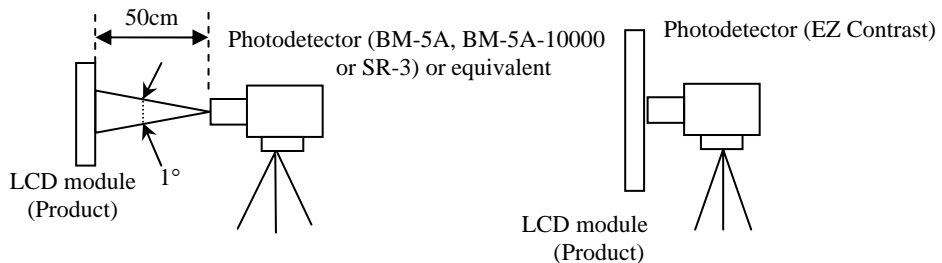 50cm
Photodetector (BM-5A, BM-5A-10000
or SR-3) or equivalent
1°
LCD module
(Product)
Photodetector (EZ Contrast)
LCD module
(Product)